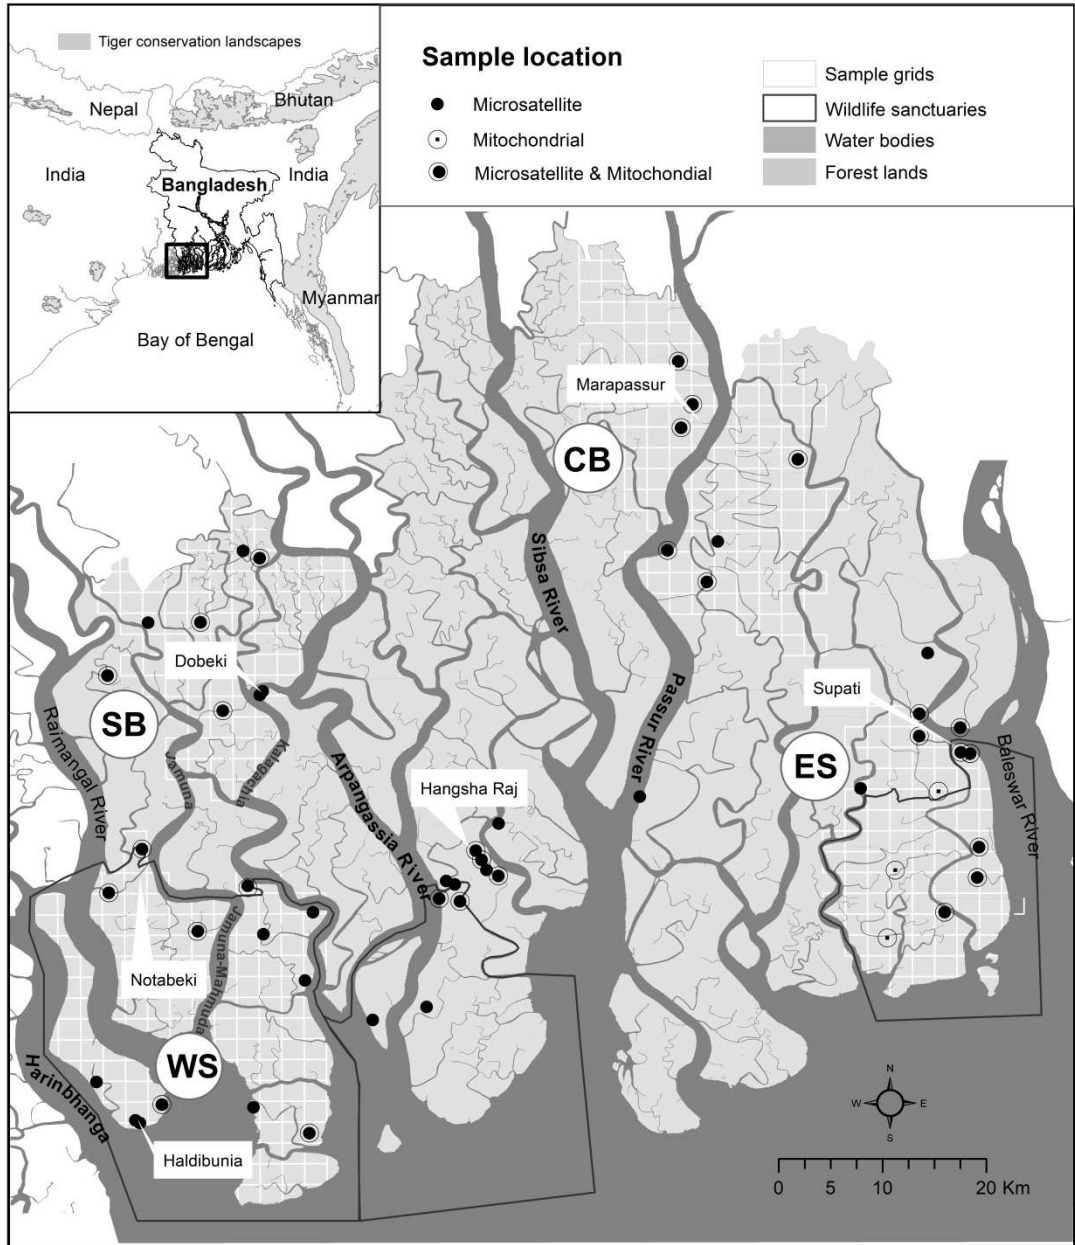 Tiger conservation landscapes
Nepal
Bhutan
India
India
Bangladesh
Myanmar
Bay of Bengal
Sample location
Microsatellite
Mitochondrial
Microsatellite & Mitochondial
Sample grids
Wildlife sanctuaries
Water bodies
Forest lands
Marapassur
CB
Sibsa River
Dobeki
Supati
SB
Raimangal River
Jamuna
Kalagachia
Arpangassia River
Hangsha Raj
Pasur River
ES
Baleswar River
Notabeki
Jamuna-Mahmuda
WS
Harinbhanga
Haldibunia
N
W
E
S
0 5 10 20 Km